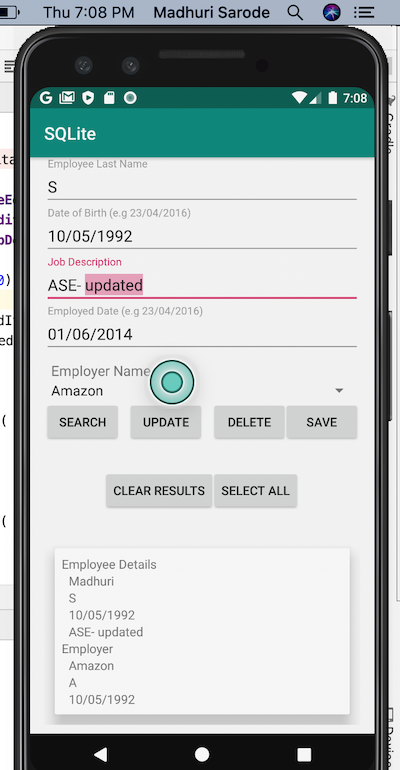 Thu 7:08 PM Madhuri Sarode
7:08
SQLite
Employee Last Name
S
Date of Birth (e.g 23/04/2016)
10/05/1992
Job Description
ASE- updated
Employed Date (e.g 23/04/2016)
01/06/2014
Employer Name
Amazon
SEARCH UPDATE DELETE SAVE
CLEAR RESULTS SELECT ALL
Employee Details
Madhuri
S
10/05/1992
ASE- updated
Employer
Amazon
A
10/05/1992
Gradle